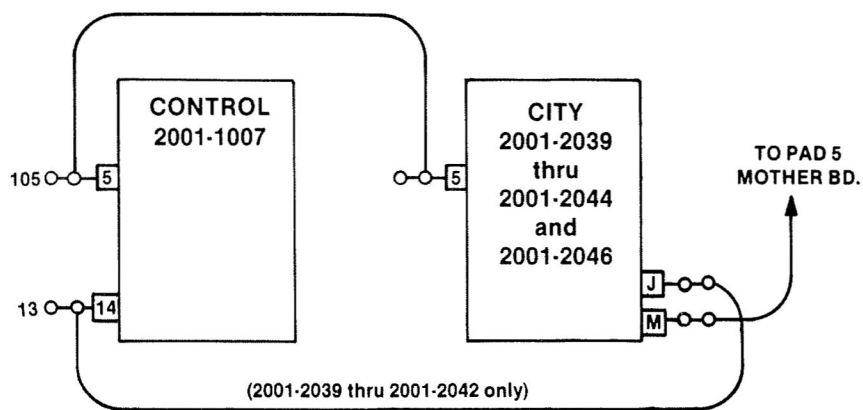 CONTROL
2001-1007
CITY
2001-2039
thru
2001-2044
and
2001-2046
TO PAD 5
MOTHER BD.
105
5
5
13
14
J
M
(2001-2039 thru 2001-2042 only)